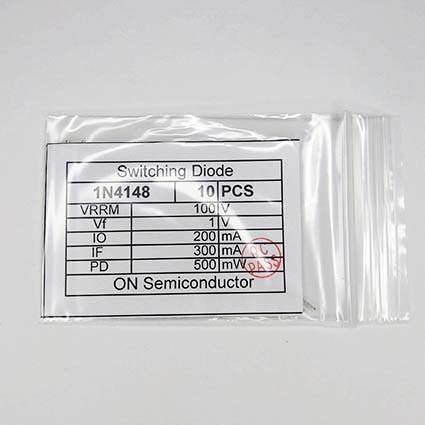 Switching Diode
1N4148 10 PCS
VRRM 100 V
Vf 1 V
IO 200 mA
IF 300 mA
PD 500 mW
QC
PASS
ON Semiconductor